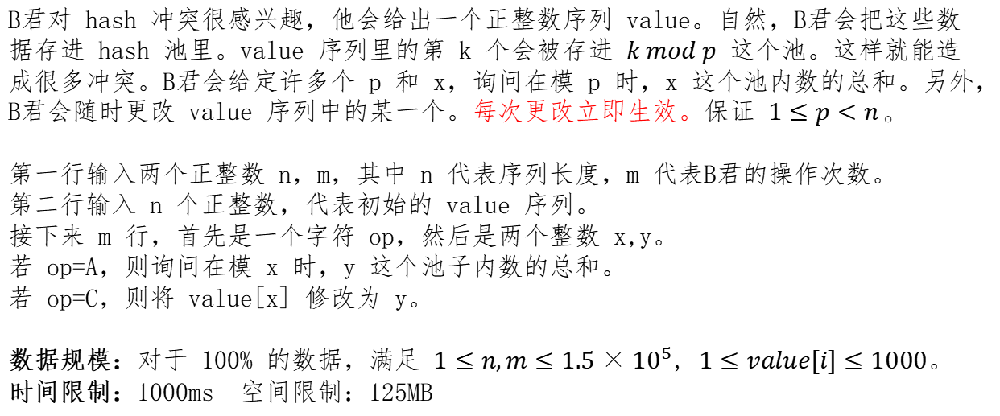 B君对 hash 冲突很感兴趣，他会给出一个正整数序列 value。自然，B君会把这些数
据存进 hash 池里。value 序列里的第 k 个会被存进 k mod p 这个池。这样就能造
成很多冲突。B君会给定许多个 p 和 x，询问在模 p 时，x 这个池内数的总和。另外，
B君会随时更改 value 序列中的某一个。每次更改立即生效。保证 1 ≤ p < n。
第一行输入两个正整数 n，m，其中 n 代表序列长度，m 代表B君的操作次数。
第二行输入 n 个正整数，代表初始的 value 序列。
接下来 m 行，首先是一个字符 op，然后是两个整数 x,y。
若 op=A，则询问在模 x 时，y 这个池子内数的总和。
若 op=C，则将 value[x] 修改为 y。
数据规模：对于 100% 的数据，满足 1 ≤ n,m ≤ 1.5 × 10⁵，1 ≤ value[i] ≤ 1000。
时间限制：1000ms 空间限制：125MB